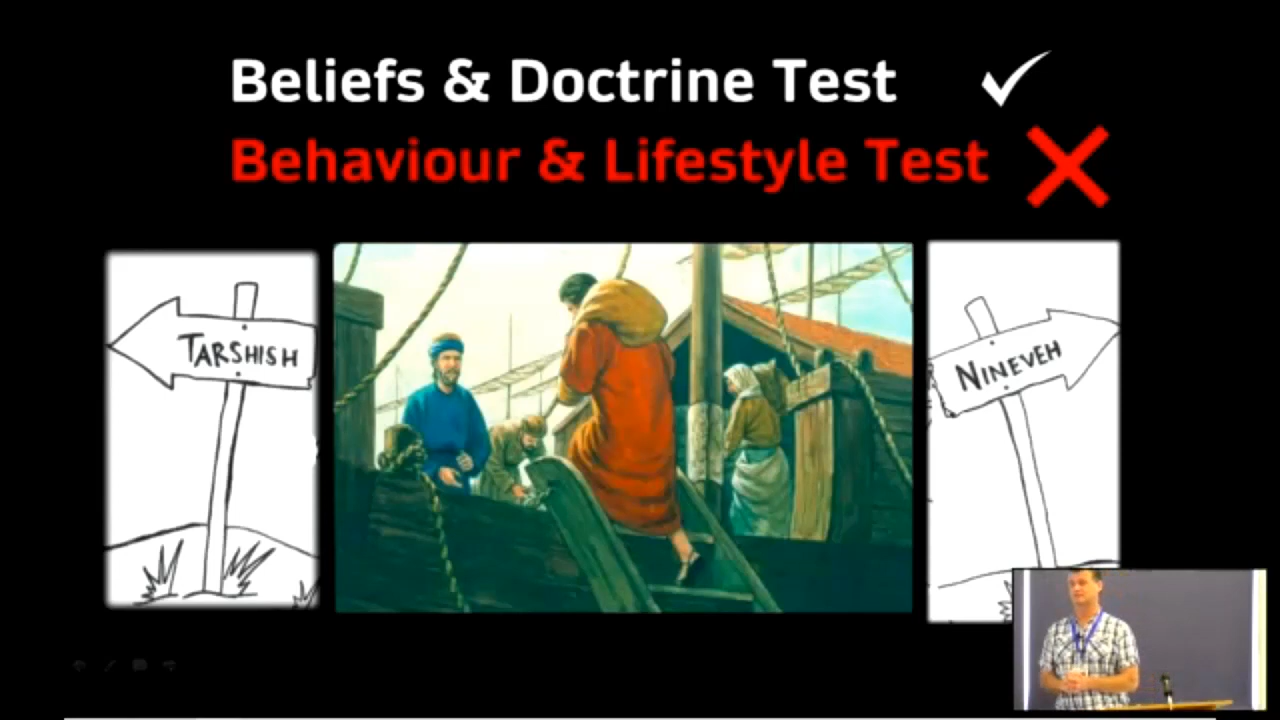 Beliefs & Doctrine Test
Behaviour & Lifestyle Test
TARSHISH
NINEVEH